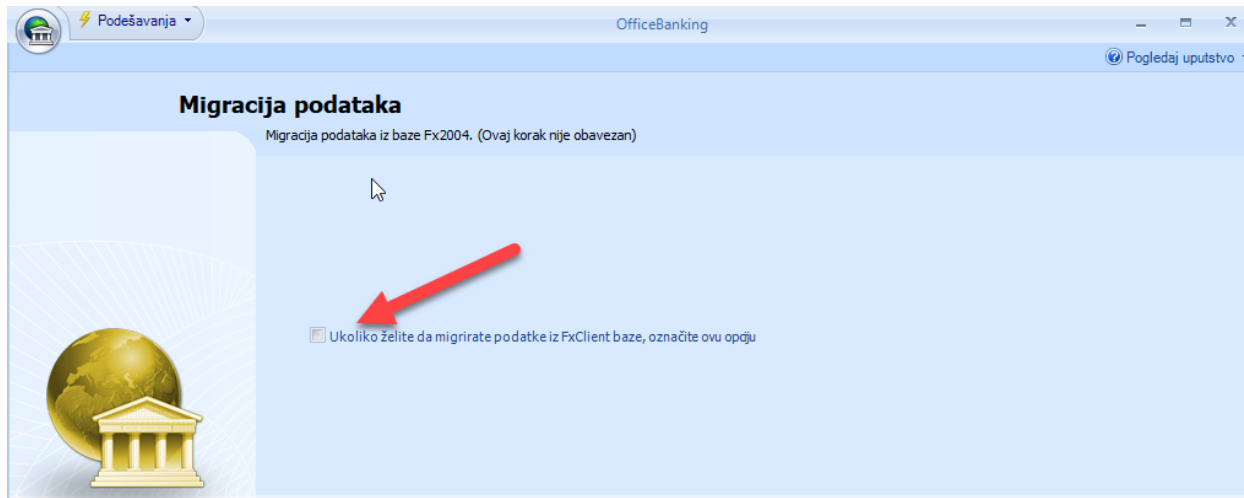 Podešavanja
OfficeBanking
Pogledaj uputstvo
Migracija podataka
Migracija podataka iz baze Fx2004. (Ovaj korak nije obavezan)
Ukoliko želite da migrirate podatke iz FxClient baze, označite ovu opciju